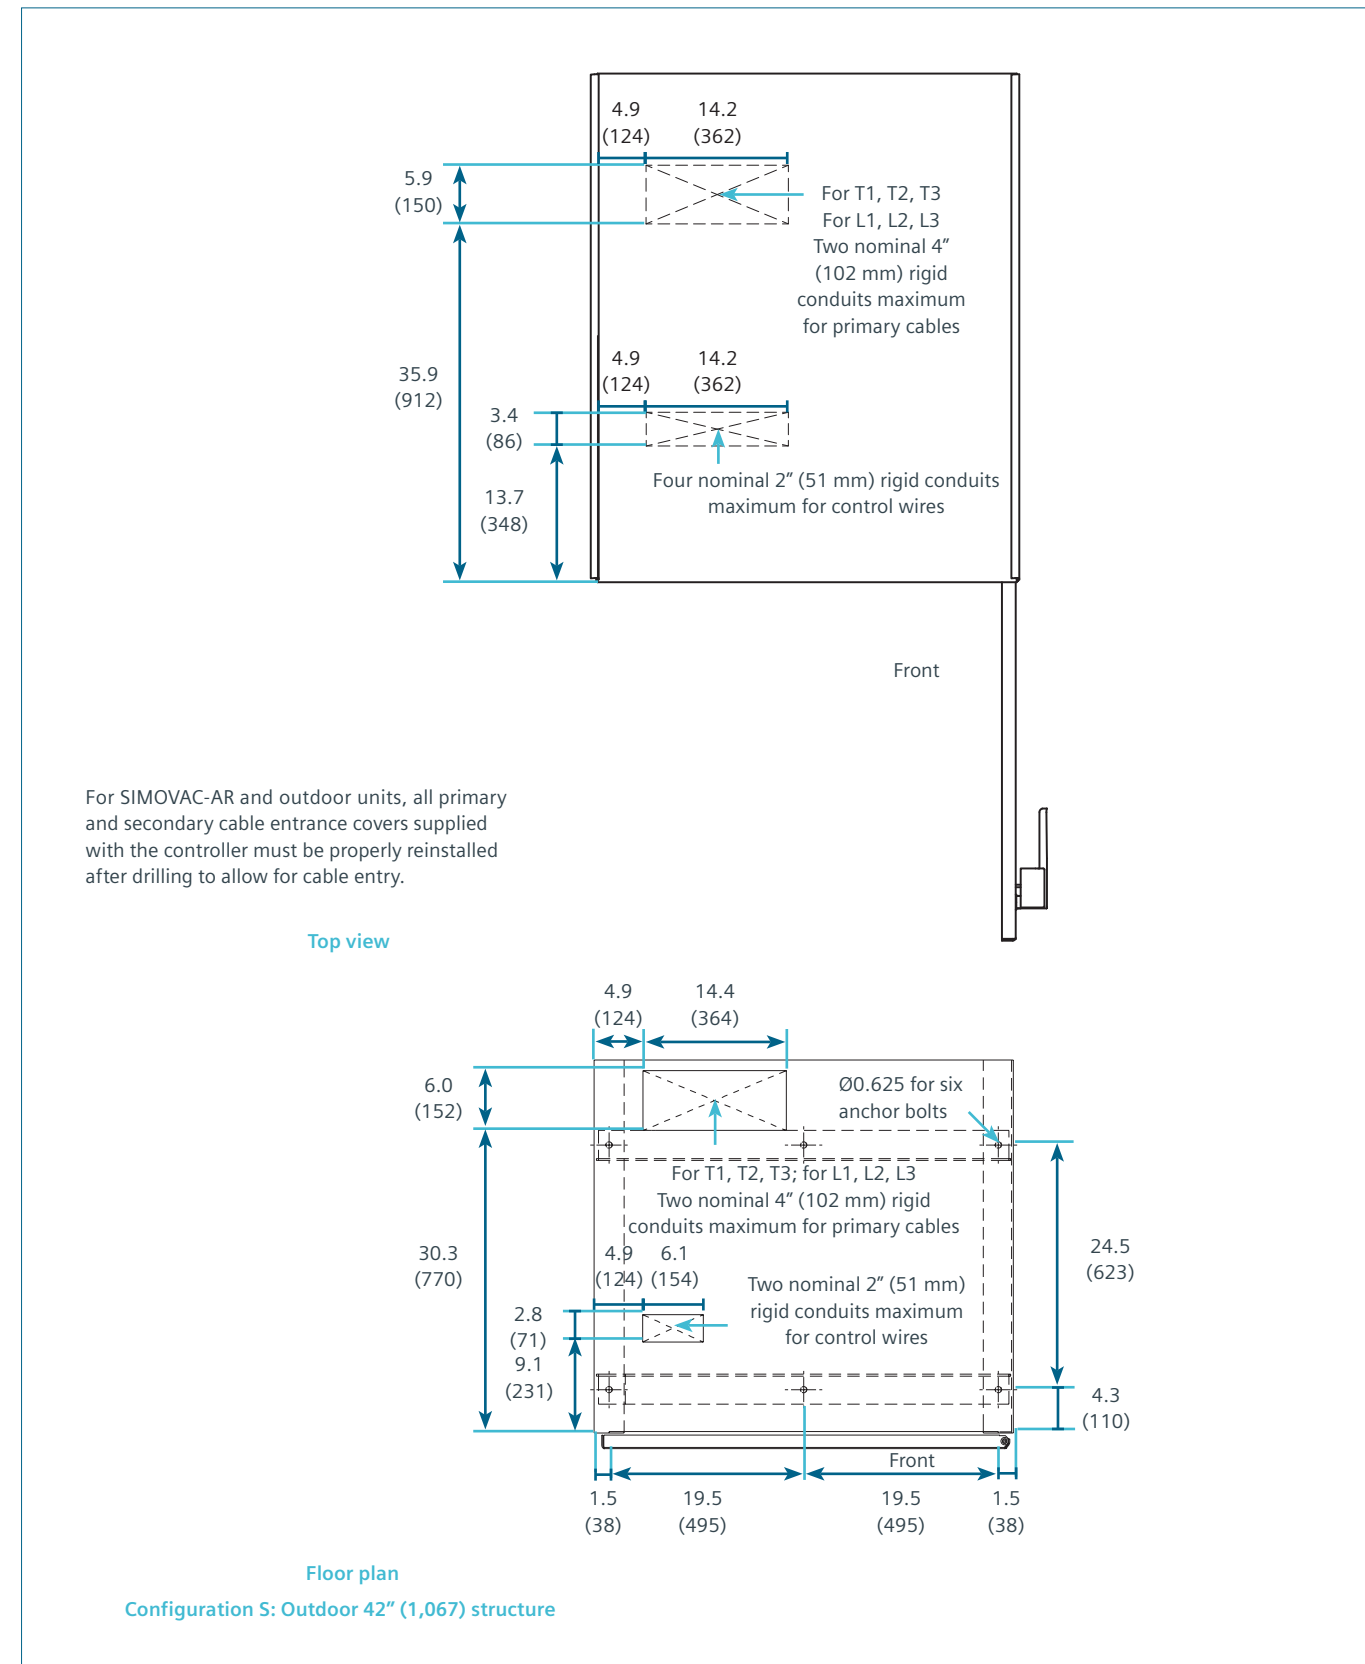 4.9
(124)
14.2
(362)
5.9
(150)
For T1, T2, T3
For L1, L2, L3
Two nominal 4″
(102 mm) rigid
conduits maximum
for primary cables
4.9
(124)
14.2
(362)
35.9
(912)
3.4
(86)
Four nominal 2″ (51 mm) rigid conduits
maximum for control wires
13.7
(348)
Front
For SIMOVAC-AR and outdoor units, all primary
and secondary cable entrance covers supplied
with the controller must be properly reinstalled
after drilling to allow for cable entry.
Top view
4.9
(124)
14.4
(364)
6.0
(152)
Ø0.625 for six
anchor bolts
For T1, T2, T3; for L1, L2, L3
Two nominal 4″ (102 mm) rigid
conduits maximum for primary cables
30.3
(770)
4.9
(124)
6.1
(154)
24.5
(623)
Two nominal 2″ (51 mm)
rigid conduits maximum
for control wires
2.8
(71)
9.1
(231)
4.3
(110)
Front
1.5
(38)
19.5
(495)
19.5
(495)
1.5
(38)
Floor plan
Configuration S: Outdoor 42″ (1,067) structure